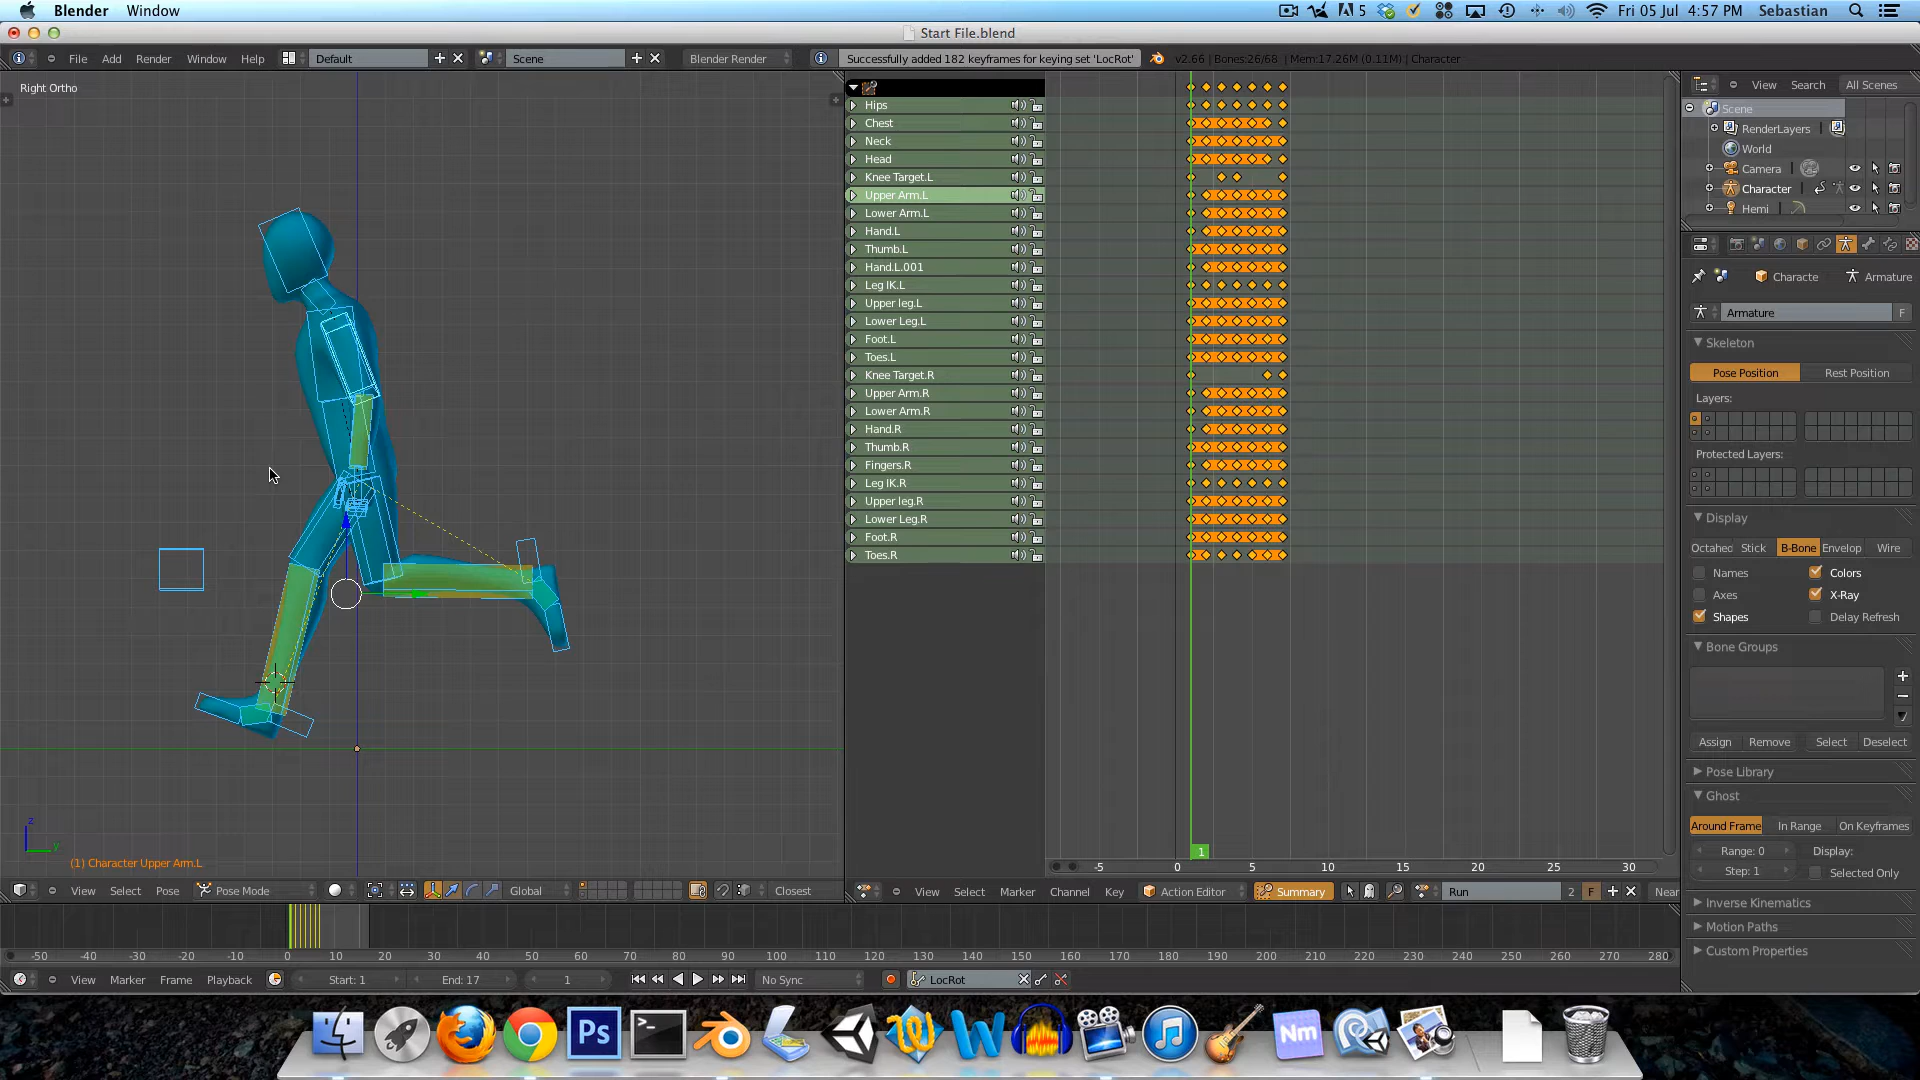 Blender Window
5 Fri 05 Jul 4:57 PM Sebastian
Start File.blend
File Add Render Window Help Default Scene Blender Render Successfully added 182 keyframes for keying set 'LocRot' v2.66 | Bones:26/68 | Mem:17.26M (0.11M) | Character
View Search All Scenes
Right Ortho
Scene
RenderLayers
World
Camera
Character
Hemi
Hips
Chest
Neck
Head
Knee Target.L
Upper Arm.L
Lower Arm.L
Hand.L
Thumb.L
Hand.L.001
Leg IK.L
Upper leg.L
Lower Leg.L
Foot.L
Toes.L
Knee Target.R
Upper Arm.R
Lower Arm.R
Hand.R
Thumb.R
Fingers.R
Leg IK.R
Upper leg.R
Lower Leg.R
Foot.R
Toes.R
Characte Armature
Armature F
Skeleton
Pose Position Rest Position
Layers:
Protected Layers:
Display
Octahed Stick B-Bone Envelop Wire
Names Colors
Axes X-Ray
Shapes Delay Refresh
Bone Groups
Assign Remove Select Deselect
Pose Library
Ghost
Around Frame In Range On Keyframes
Range: 0 Display:
Step: 1 Selected Only
Inverse Kinematics
Motion Paths
Custom Properties
z
y
(1) Character Upper Arm.L
1
-5 0 5 10 15 20 25 30
View Select Pose Pose Mode Global Closest
View Select Marker Channel Key Action Editor Summary Run 2 F Near
-50 -40 -30 -20 -10 0 10 20 30 40 50 60 70 80 90 100 110 120 130 140 150 160 170 180 190 200 210 220 230 240 250 260 270 280
View Marker Frame Playback Start: 1 End: 17 1 No Sync LocRot
Ps
W
Nm